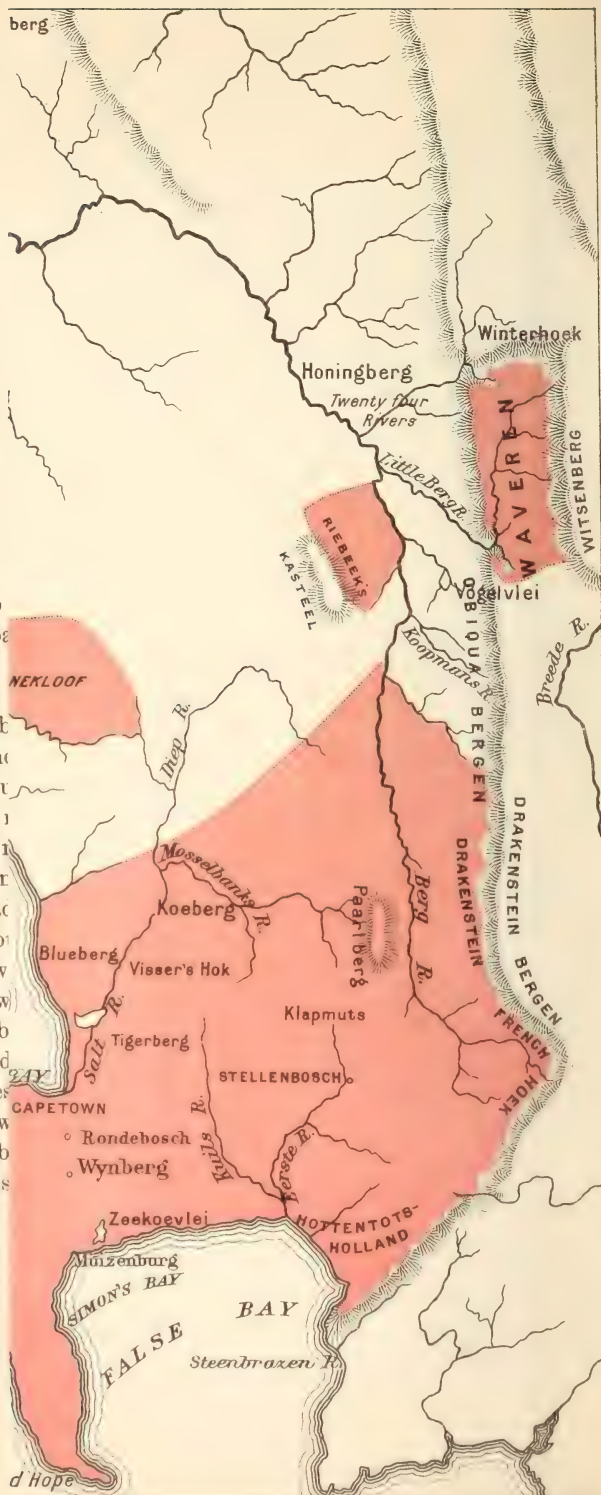 berg
Winterhoek
Honingberg
Twenty four
Rivers
WAVEREN
WITSENBERG
Little Berg R.
RIEBEEK'S
KASTEEL
Vogelvlei
OBIQUA BERGEN
Koopmans R.
Breede R.
NEKLOOF
Diep R.
DRAKENSTEIN BERGEN
DRAKENSTEIN
Mosselbanks R.
Koeberg
Paarlberg
Berg R.
Blueberg
Visser's Hok
Klapmuts
FRENCH HOEK
Salt R.
Tigerberg
STELLENBOSCH
BAY
CAPETOWN
Rondebosch
Kuils R.
Eerste R.
Wynberg
Zeekoevlei
HOTTENTOTS-
HOLLAND
Muizenburg
SIMON'S BAY
FALSE BAY
Steenbrazen R.
d Hope